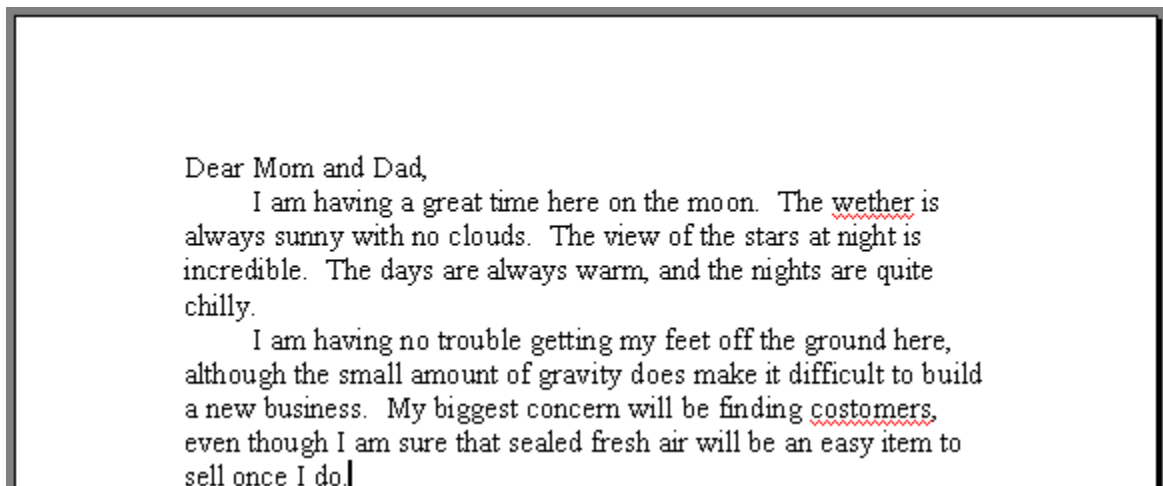 Dear Mom and Dad,
I am having a great time here on the moon.  The wether is
always sunny with no clouds.  The view of the stars at night is
incredible.  The days are always warm, and the nights are quite
chilly.
I am having no trouble getting my feet off the ground here,
although the small amount of gravity does make it difficult to build
a new business.  My biggest concern will be finding costomers,
even though I am sure that sealed fresh air will be an easy item to
sell once I do.